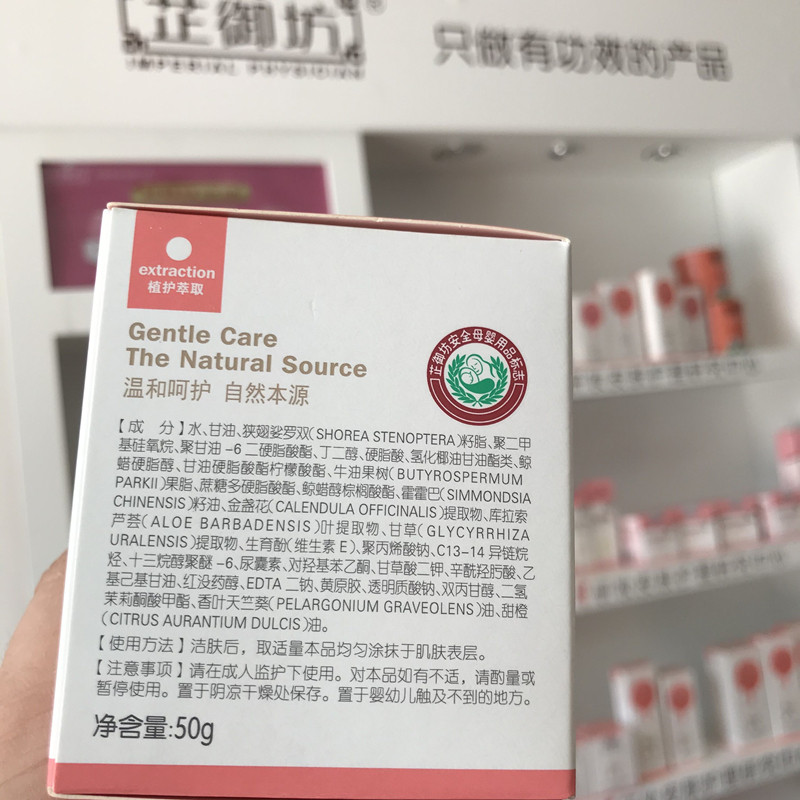 芷御坊
IMPERIAL PHYSICIAN
只做有功效的产品
extraction
植护萃取
Gentle Care
The Natural Source
温和呵护 自然本源
芷御坊安全母婴用品标志
【成 分】水、甘油、狭翅娑罗双(SHOREA STENOPTERA)籽脂、聚二甲
基硅氧烷、聚甘油-6 二硬脂酸酯、丁二醇、硬脂酸、氢化椰油甘油酯类、鲸
蜡硬脂醇、甘油硬脂酸酯柠檬酸酯、牛油果树(BUTYROSPERMUM
PARKII)果脂、蔗糖多硬脂酸酯、鲸蜡醇棕榈酸酯、霍霍巴(SIMMONDSIA
CHINENSIS)籽油、金盏花(CALENDULA OFFICINALIS)提取物、库拉索
芦荟(ALOE BARBADENSIS)叶提取物、甘草(GLYCYRRHIZA
URALENSIS)提取物、生育酚(维生素E)、聚丙烯酸钠、C13-14 异链烷
烃、十三烷醇聚醚-6、尿囊素、对羟基苯乙酮、甘草酸二钾、辛酰羟肟酸、乙
基己基甘油、红没药醇、EDTA 二钠、黄原胶、透明质酸钠、双丙甘醇、二氢
茉莉酮酸甲酯、香叶天竺葵(PELARGONIUM GRAVEOLENS)油、甜橙
(CITRUS AURANTIUM DULCIS)油。
【使用方法】洁肤后，取适量本品均匀涂抹于肌肤表层。
【注意事项】请在成人监护下使用。对本品如有不适，请酌量或
暂停使用。置于阴凉干燥处保存。置于婴幼儿触及不到的地方。
净含量:50g